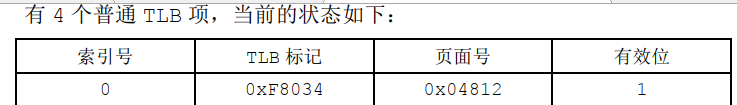 有 4 个普通 TLB 项，当前的状态如下：
索引号 TLB 标记 页面号 有效位
0 0xF8034 0x04812 1